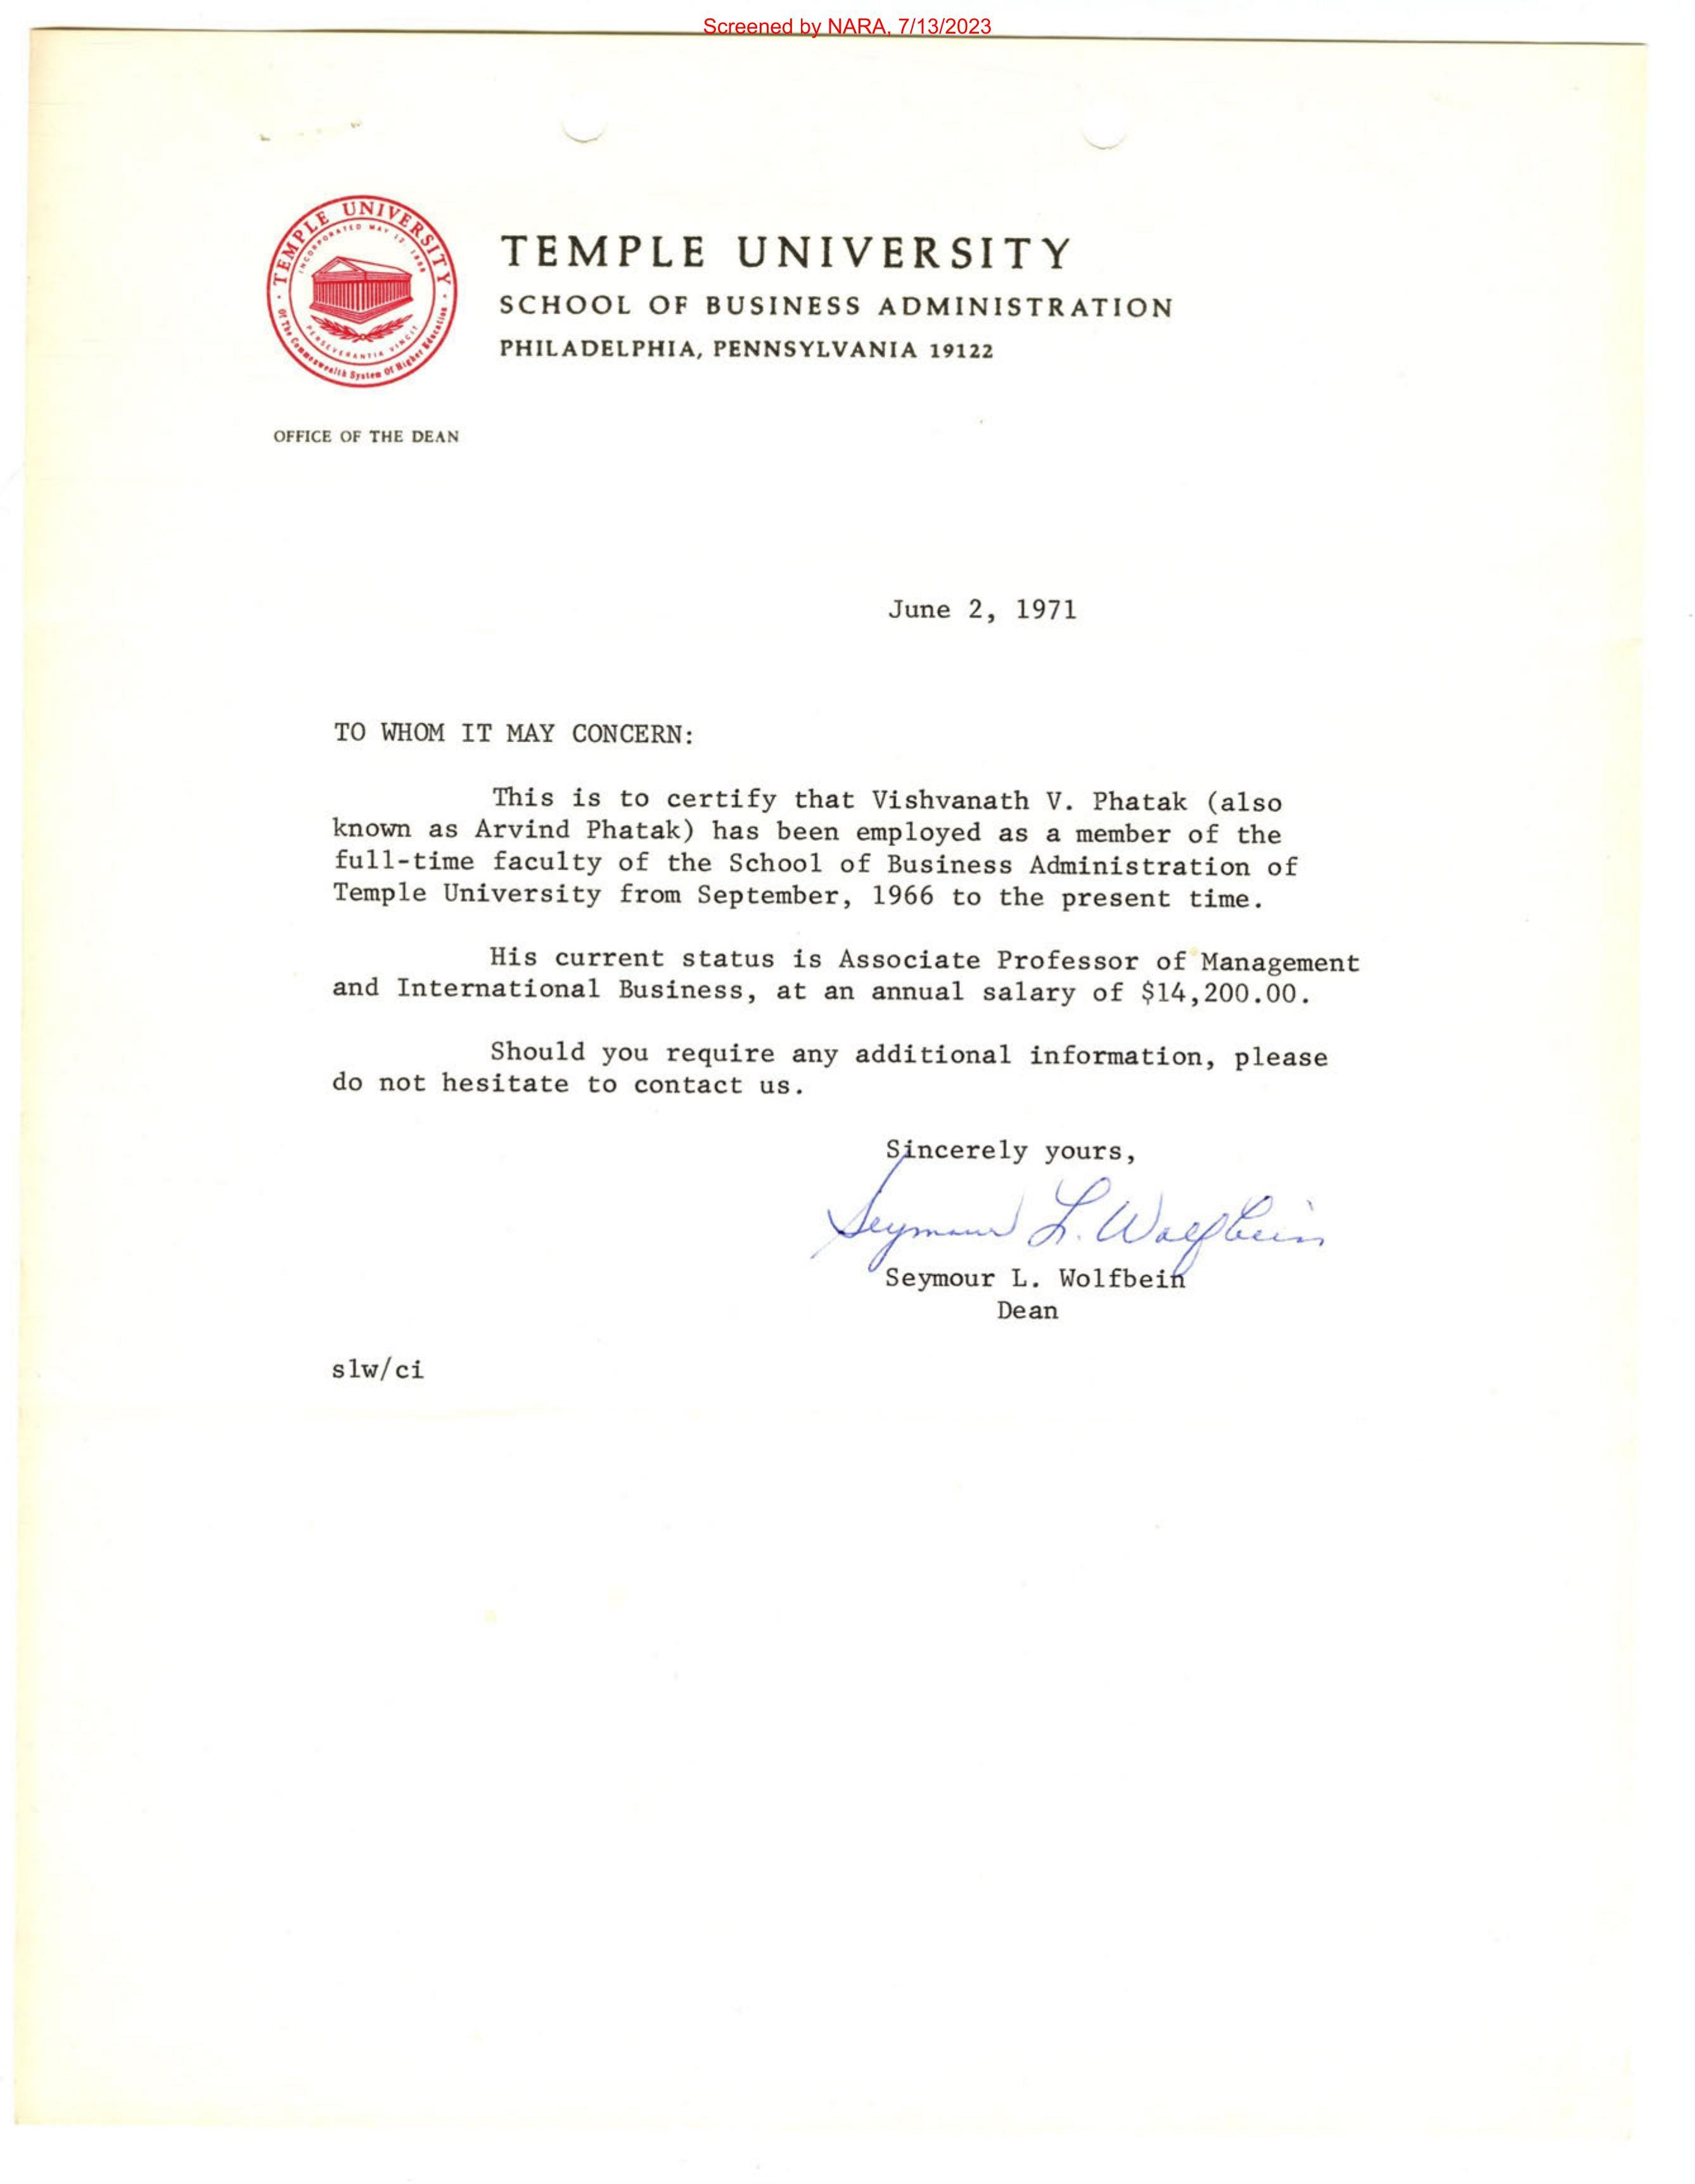 Screened by NARA, 7/13/2023
TEMPLE UNIVERSITY
INCORPORATED MAY 12, 1888
PERSEVERANTIA VINCIT
Of The Commonwealth System Of Higher Education
TEMPLE UNIVERSITY
SCHOOL OF BUSINESS ADMINISTRATION
PHILADELPHIA, PENNSYLVANIA 19122
OFFICE OF THE DEAN
June 2, 1971
TO WHOM IT MAY CONCERN:
This is to certify that Vishvanath V. Phatak (also
known as Arvind Phatak) has been employed as a member of the
full-time faculty of the School of Business Administration of
Temple University from September, 1966 to the present time.
His current status is Associate Professor of Management
and International Business, at an annual salary of $14,200.00.
Should you require any additional information, please
do not hesitate to contact us.
Sincerely yours,
Seymour L. Wolfbein
Seymour L. Wolfbein
Dean
slw/ci